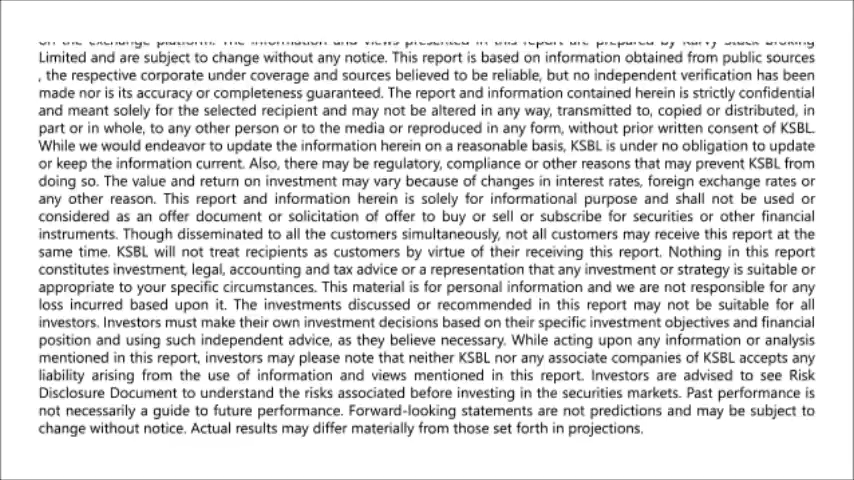 on the exchange platform. The information and views presented in this report are prepared by Karvy Stock Broking
Limited and are subject to change without any notice. This report is based on information obtained from public sources
, the respective corporate under coverage and sources believed to be reliable, but no independent verification has been
made nor is its accuracy or completeness guaranteed. The report and information contained herein is strictly confidential
and meant solely for the selected recipient and may not be altered in any way, transmitted to, copied or distributed, in
part or in whole, to any other person or to the media or reproduced in any form, without prior written consent of KSBL.
While we would endeavor to update the information herein on a reasonable basis, KSBL is under no obligation to update
or keep the information current. Also, there may be regulatory, compliance or other reasons that may prevent KSBL from
doing so. The value and return on investment may vary because of changes in interest rates, foreign exchange rates or
any other reason. This report and information herein is solely for informational purpose and shall not be used or
considered as an offer document or solicitation of offer to buy or sell or subscribe for securities or other financial
instruments. Though disseminated to all the customers simultaneously, not all customers may receive this report at the
same time. KSBL will not treat recipients as customers by virtue of their receiving this report. Nothing in this report
constitutes investment, legal, accounting and tax advice or a representation that any investment or strategy is suitable or
appropriate to your specific circumstances. This material is for personal information and we are not responsible for any
loss incurred based upon it. The investments discussed or recommended in this report may not be suitable for all
investors. Investors must make their own investment decisions based on their specific investment objectives and financial
position and using such independent advice, as they believe necessary. While acting upon any information or analysis
mentioned in this report, investors may please note that neither KSBL nor any associate companies of KSBL accepts any
liability arising from the use of information and views mentioned in this report. Investors are advised to see Risk
Disclosure Document to understand the risks associated before investing in the securities markets. Past performance is
not necessarily a guide to future performance. Forward-looking statements are not predictions and may be subject to
change without notice. Actual results may differ materially from those set forth in projections.